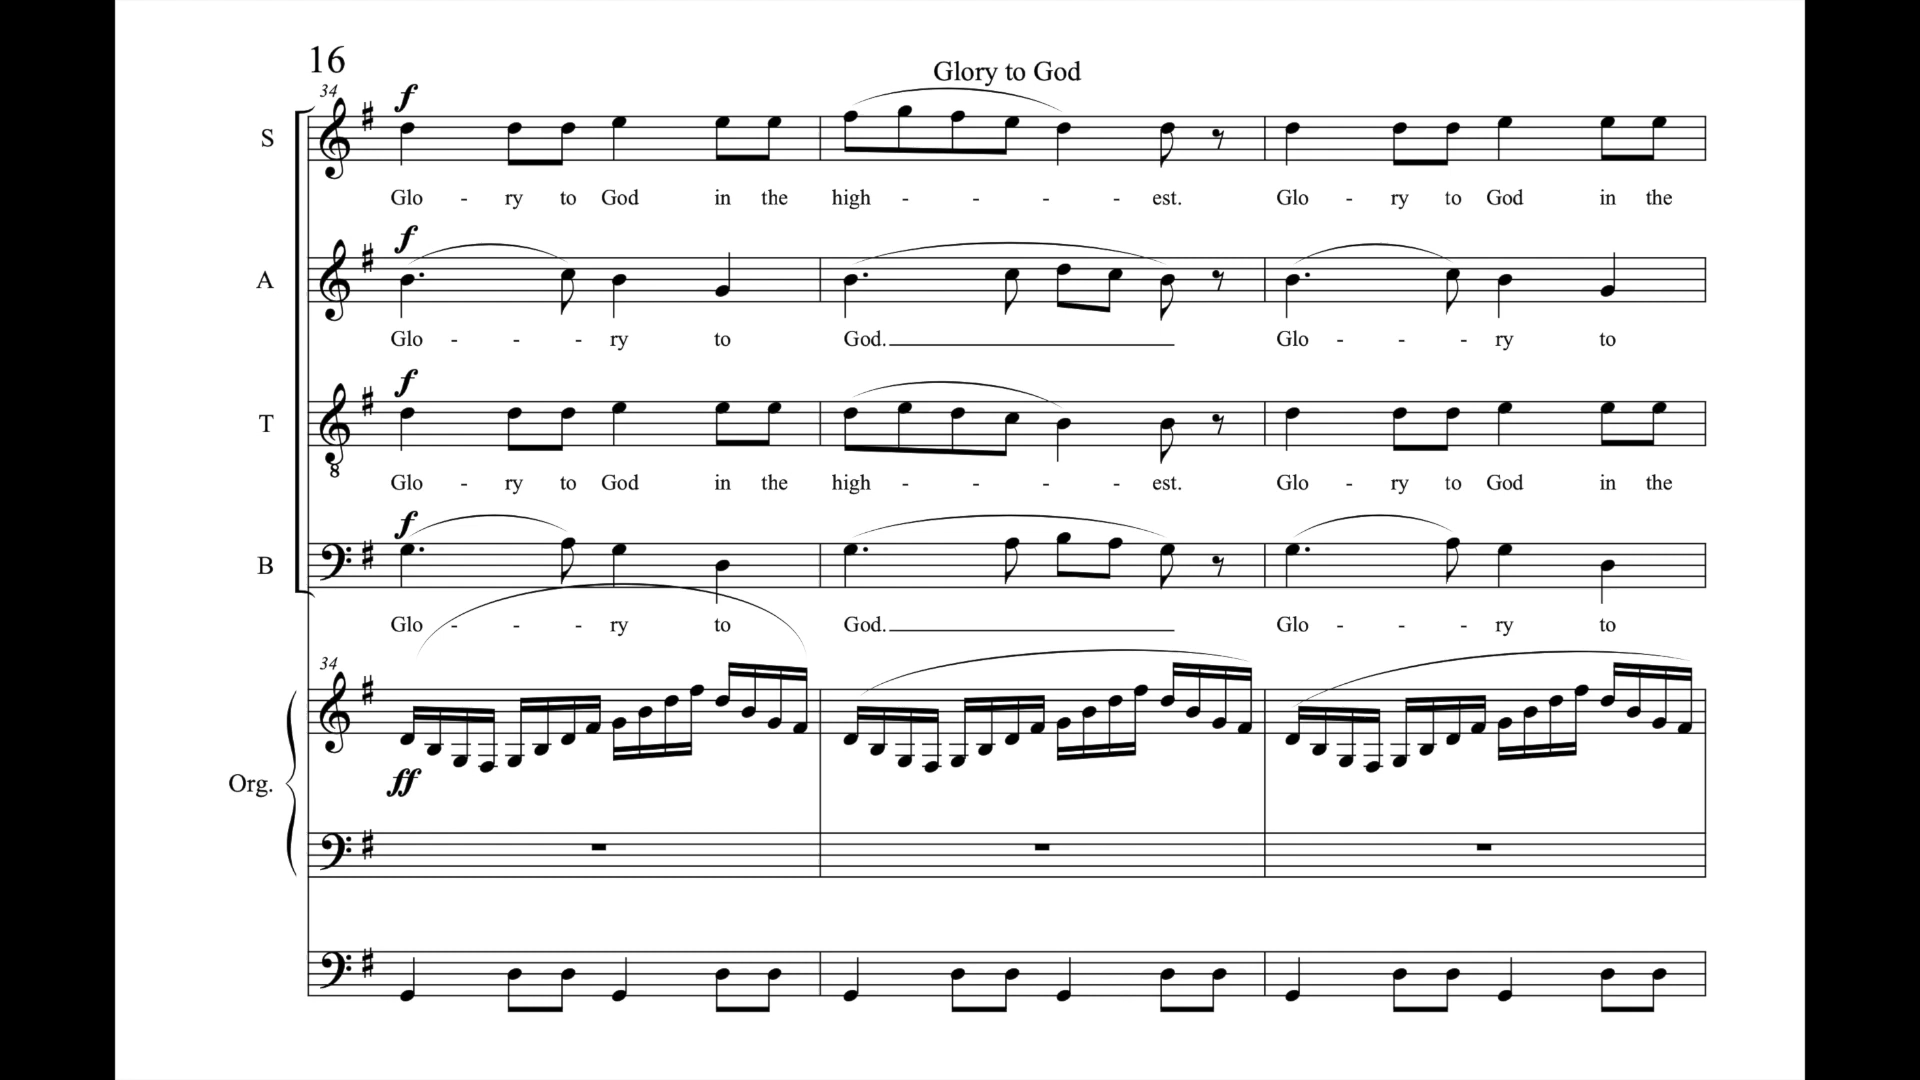 16
Glory to God
34
f
S
Glo - ry to God in the high - - - - est. Glo - ry to God in the
f
A
Glo - - - ry to God. Glo - - - ry to
f
T
8
Glo - ry to God in the high - - - - est. Glo - ry to God in the
f
B
Glo - - - ry to God. Glo - - - ry to
34
ff
Org.